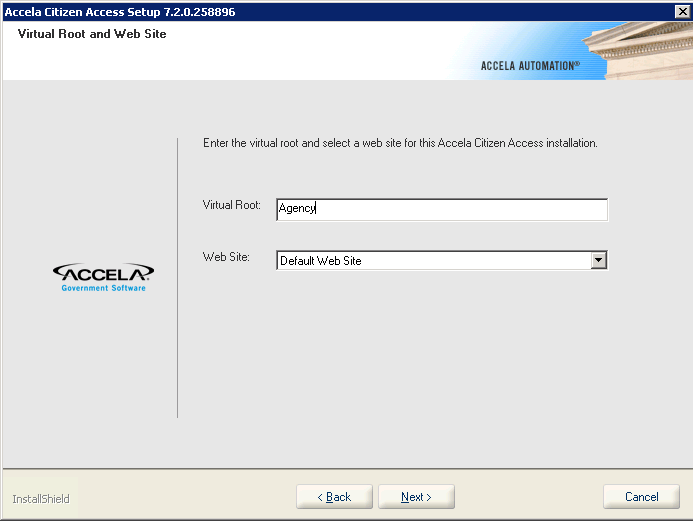 Accela Citizen Access Setup 7.2.0.258896
Virtual Root and Web Site
ACCELA AUTOMATION®
Enter the virtual root and select a web site for this Accela Citizen Access installation.
Virtual Root:
Agency
Web Site:
Default Web Site
ACCELA®
Government Software
InstallShield
< Back
Next >
Cancel